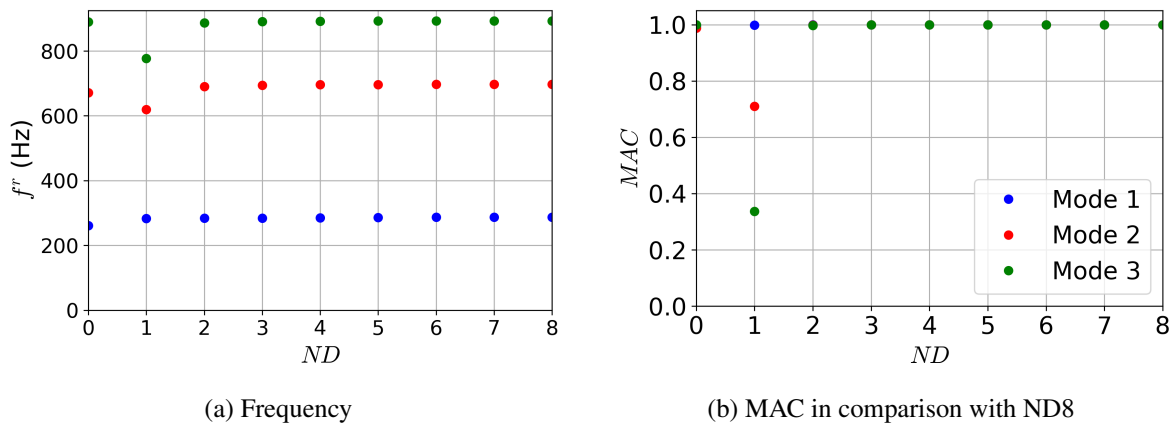 800
600
400
200
0
f^r (Hz)
0 1 2 3 4 5 6 7 8
ND
(a) Frequency
1.0
0.8
0.6
0.4
0.2
0.0
MAC
Mode 1
Mode 2
Mode 3
0 1 2 3 4 5 6 7 8
ND
(b) MAC in comparison with ND8